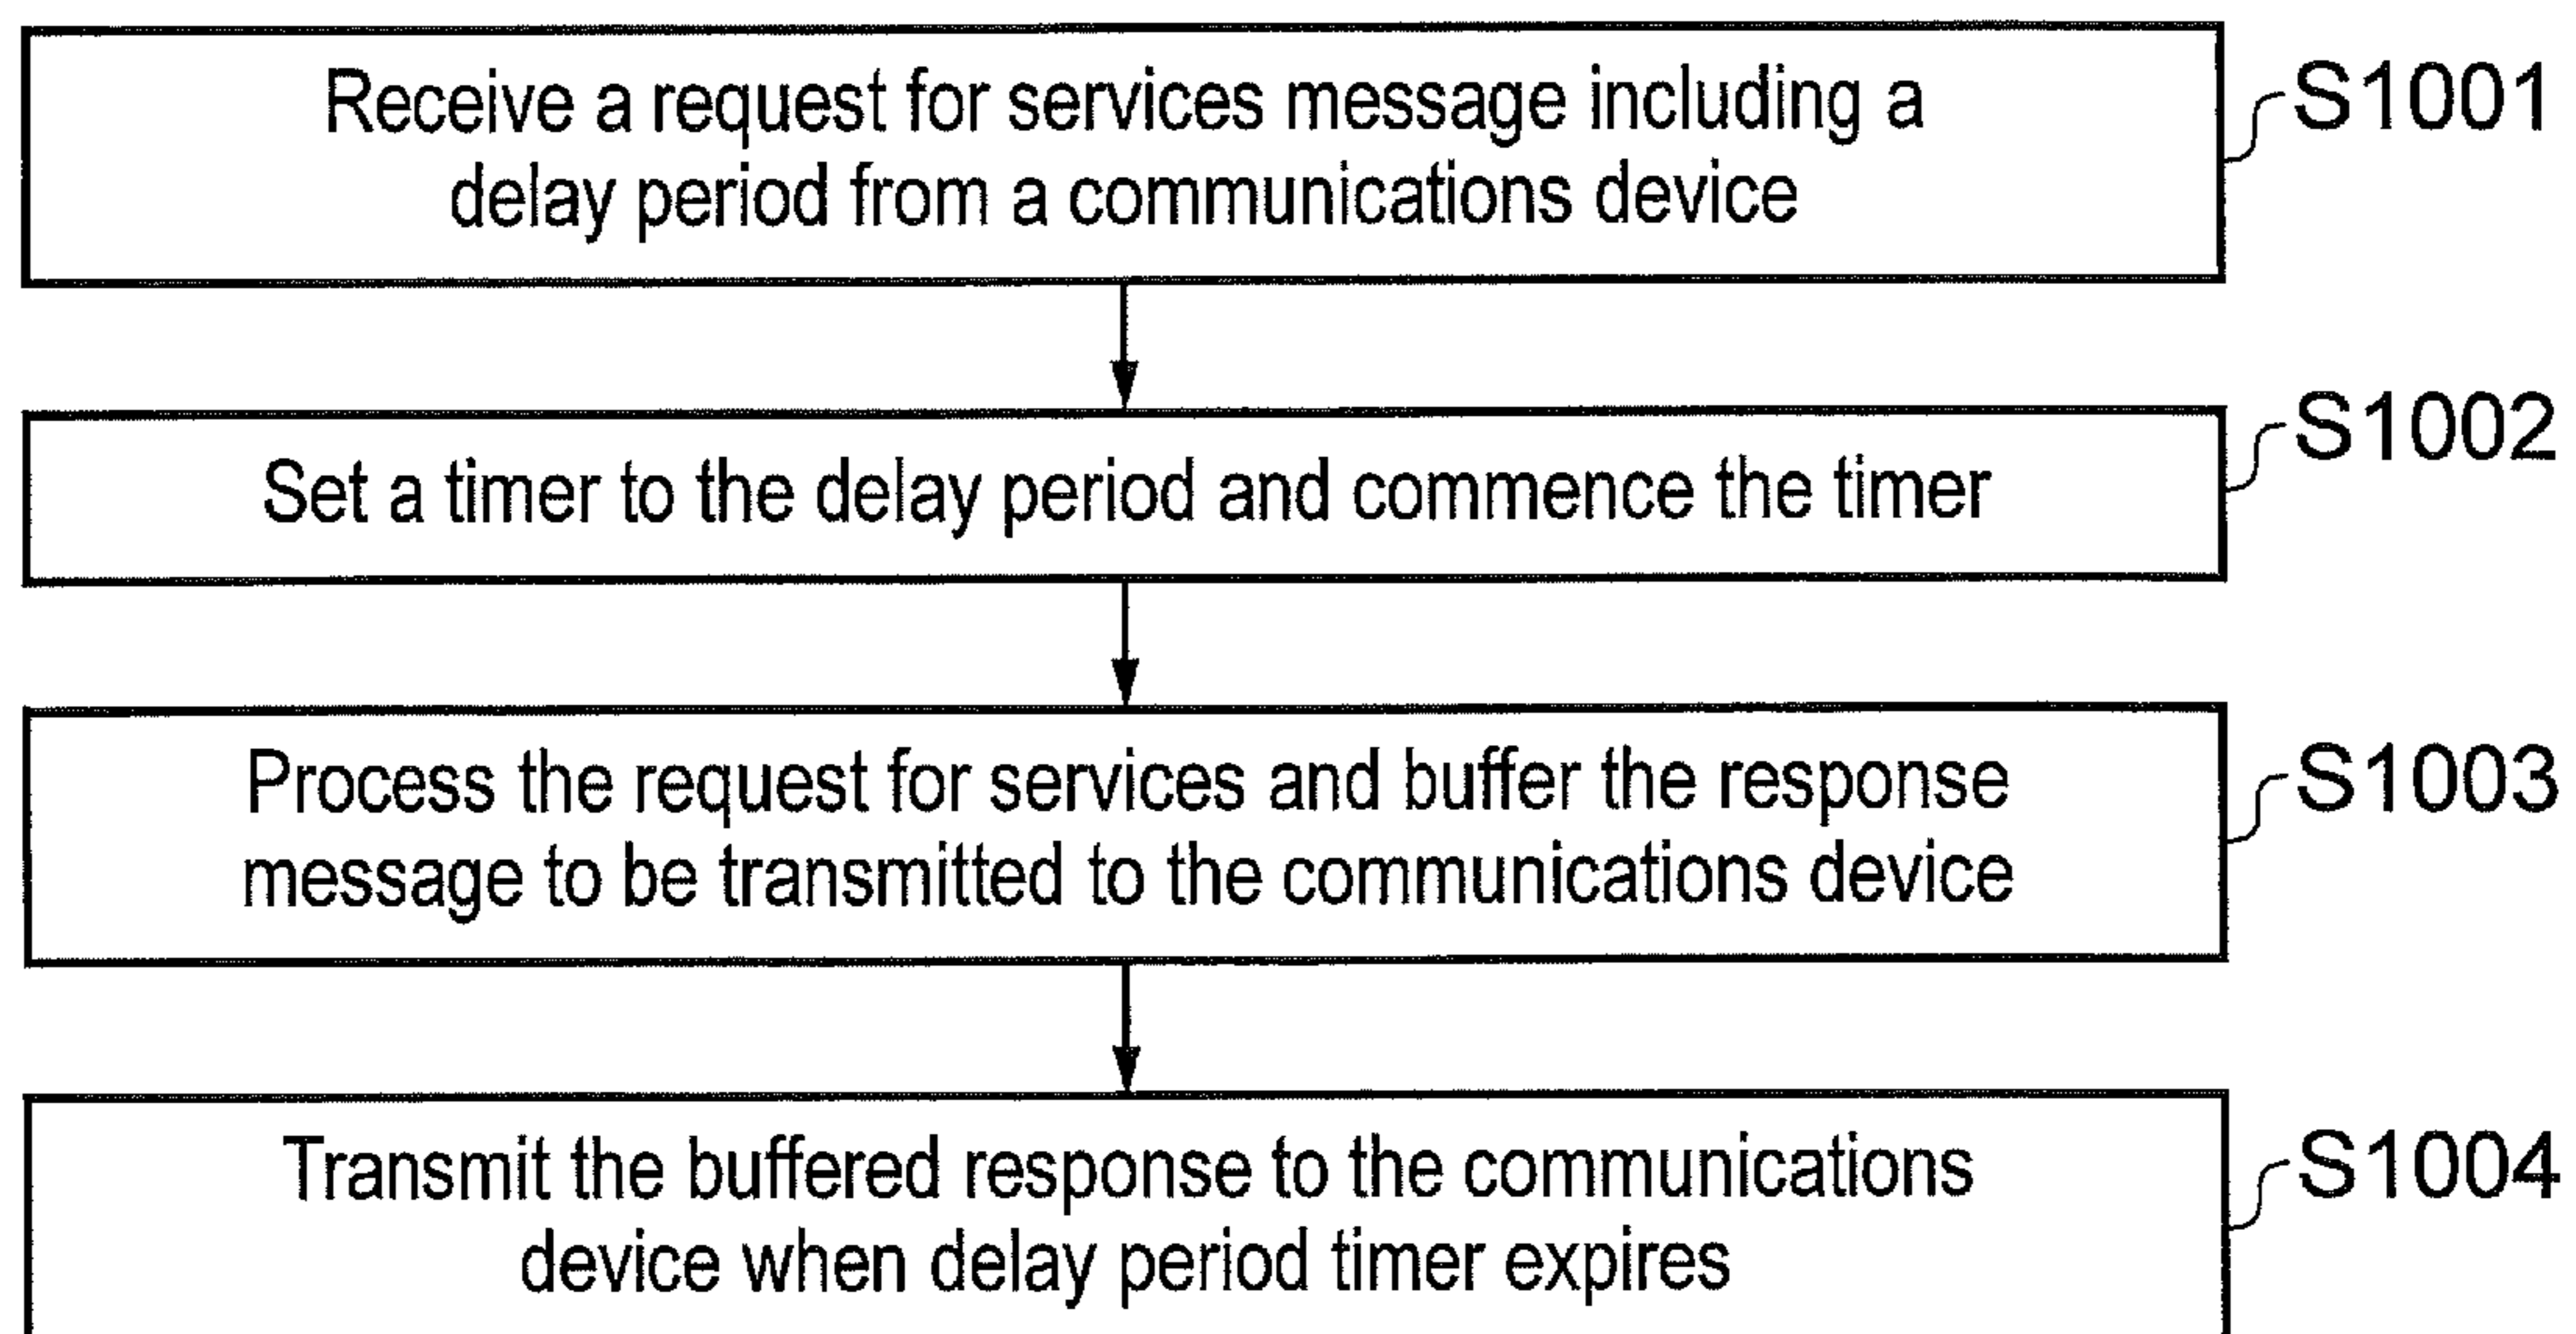 Receive a request for services message including a
delay period from a communications device
S1001
Set a timer to the delay period and commence the timer
S1002
Process the request for services and buffer the response
message to be transmitted to the communications device
S1003
Transmit the buffered response to the communications
device when delay period timer expires
S1004